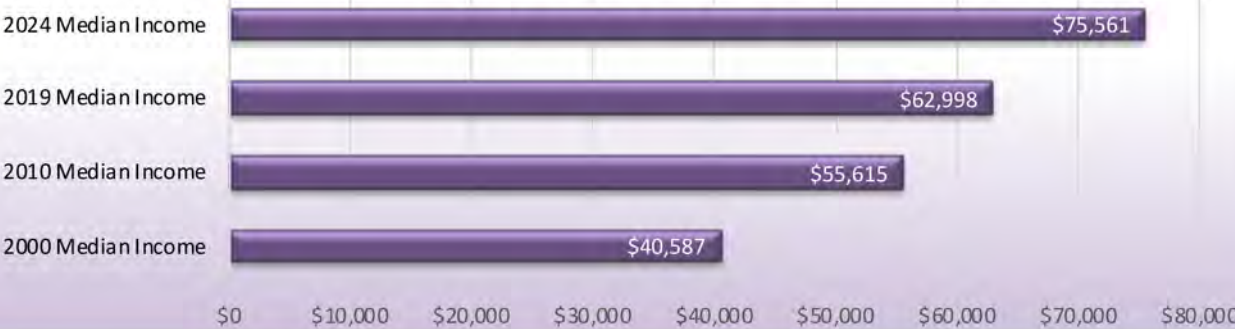 2024 Median Income $75,561
2019 Median Income $62,998
2010 Median Income $55,615
2000 Median Income $40,587
$0 $10,000 $20,000 $30,000 $40,000 $50,000 $60,000 $70,000 $80,000